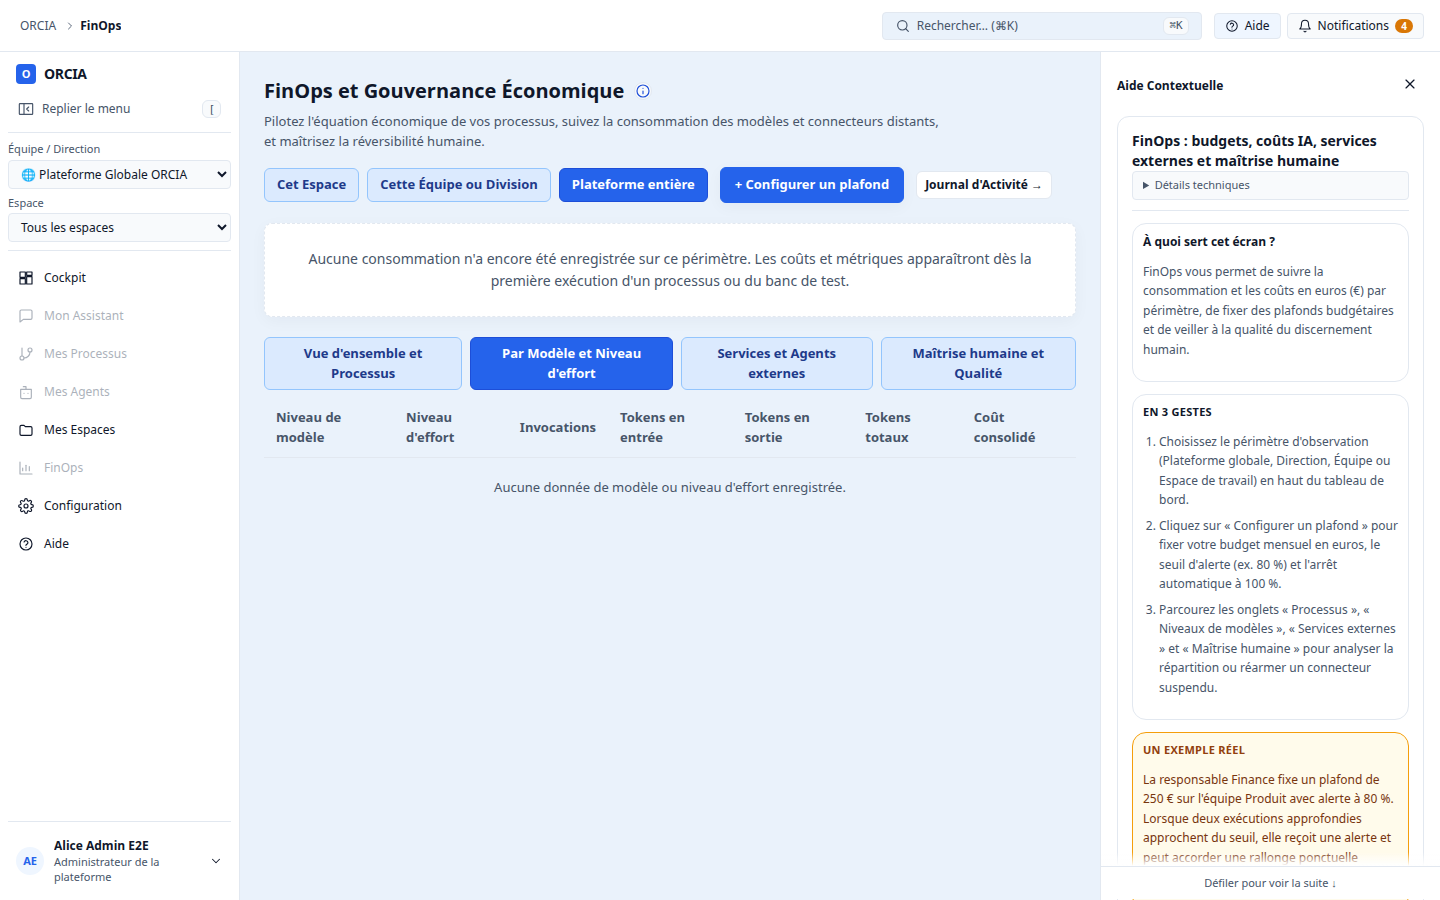 ORCIA > FinOps
Rechercher... (⌘K)
⌘K
Aide
Notifications 4
O ORCIA
Replier le menu [
Équipe / Direction
🌐 Plateforme Globale ORCIA
Espace
Tous les espaces
Cockpit
Mon Assistant
Mes Processus
Mes Agents
Mes Espaces
FinOps
Configuration
Aide
AE
Alice Admin E2E
Administrateur de la
plateforme
FinOps et Gouvernance Économique
Pilotez l'équation économique de vos processus, suivez la consommation des modèles et connecteurs distants,
et maîtrisez la réversibilité humaine.
Cet Espace
Cette Équipe ou Division
Plateforme entière
+ Configurer un plafond
Journal d'Activité →
Aucune consommation n'a encore été enregistrée sur ce périmètre. Les coûts et métriques apparaîtront dès la
première exécution d'un processus ou du banc de test.
Vue d'ensemble et
Processus
Par Modèle et Niveau
d'effort
Services et Agents
externes
Maîtrise humaine et
Qualité
Niveau de
modèle
Niveau
d'effort
Invocations
Tokens en
entrée
Tokens en
sortie
Tokens
totaux
Coût
consolidé
Aucune donnée de modèle ou niveau d'effort enregistrée.
Aide Contextuelle
FinOps : budgets, coûts IA, services
externes et maîtrise humaine
▶ Détails techniques
À quoi sert cet écran ?
FinOps vous permet de suivre la
consommation et les coûts en euros (€) par
périmètre, de fixer des plafonds budgétaires
et de veiller à la qualité du discernement
humain.
EN 3 GESTES
1. Choisissez le périmètre d'observation
(Plateforme globale, Direction, Équipe ou
Espace de travail) en haut du tableau de
bord.
2. Cliquez sur « Configurer un plafond » pour
fixer votre budget mensuel en euros, le
seuil d'alerte (ex. 80 %) et l'arrêt
automatique à 100 %.
3. Parcourez les onglets « Processus », «
Niveaux de modèles », « Services externes
» et « Maîtrise humaine » pour analyser la
répartition ou réarmer un connecteur
suspendu.
UN EXEMPLE RÉEL
La responsable Finance fixe un plafond de
250 € sur l'équipe Produit avec alerte à 80 %.
Lorsque deux exécutions approfondies
approchent du seuil, elle reçoit une alerte et
peut accorder une rallonge ponctuelle
Défiler pour voir la suite ↓